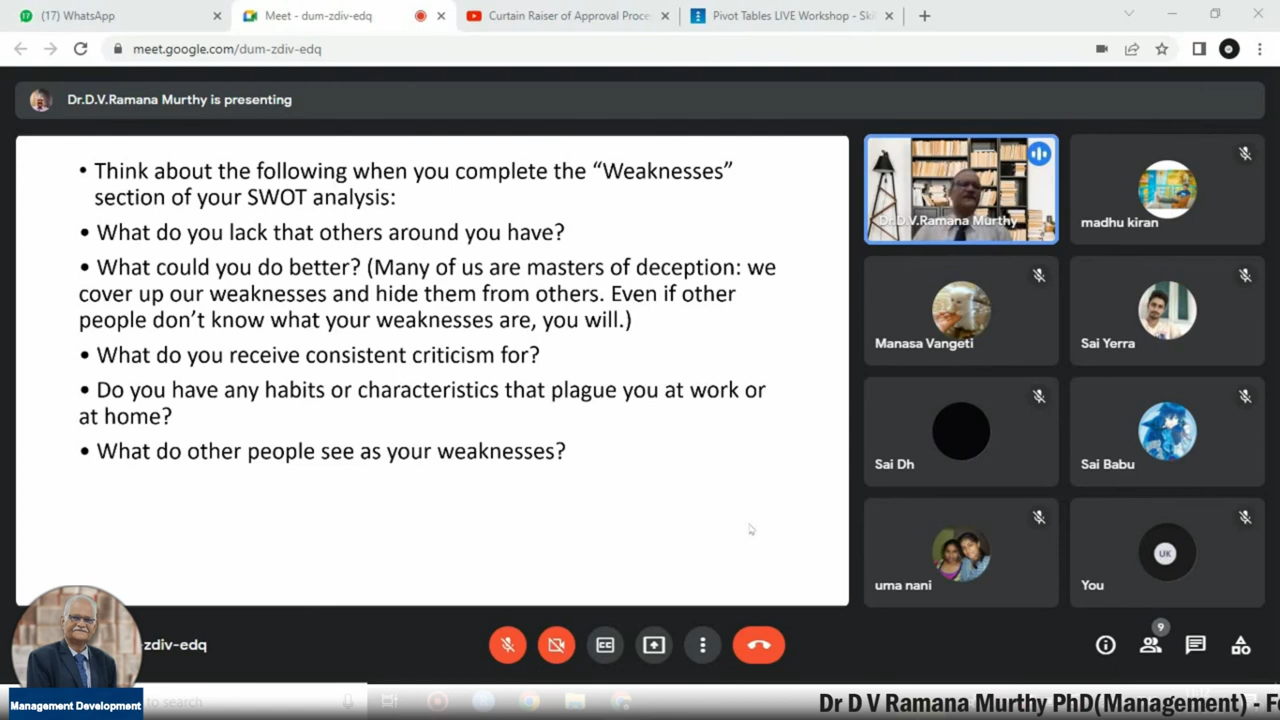 (17) WhatsApp
Meet - dum-zdiv-edq
Curtain Raiser of Approval Proce
Pivot Tables LIVE Workshop - Ski
meet.google.com/dum-zdiv-edq
Dr.D.V.Ramana Murthy is presenting
• Think about the following when you complete the “Weaknesses”
section of your SWOT analysis:
• What do you lack that others around you have?
• What could you do better? (Many of us are masters of deception: we
cover up our weaknesses and hide them from others. Even if other
people don’t know what your weaknesses are, you will.)
• What do you receive consistent criticism for?
• Do you have any habits or characteristics that plague you at work or
at home?
• What do other people see as your weaknesses?
Dr.D.V.Ramana Murthy
madhu kiran
Manasa Vangeti
Sai Yerra
Sai Dh
Sai Babu
uma nani
UK
You
-zdiv-edq
CC
9
Management Development
to search
Dr D V Ramana Murthy PhD(Management) - F